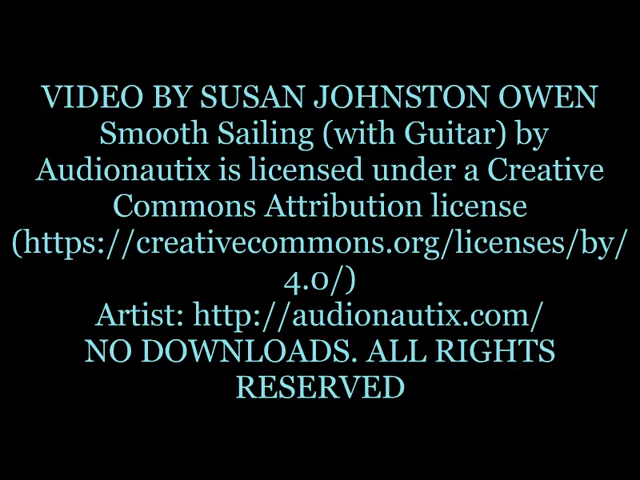 VIDEO BY SUSAN JOHNSTON OWEN
Smooth Sailing (with Guitar) by
Audionautix is licensed under a Creative
Commons Attribution license
(https://creativecommons.org/licenses/by/
4.0/)
Artist: http://audionautix.com/
NO DOWNLOADS. ALL RIGHTS
RESERVED